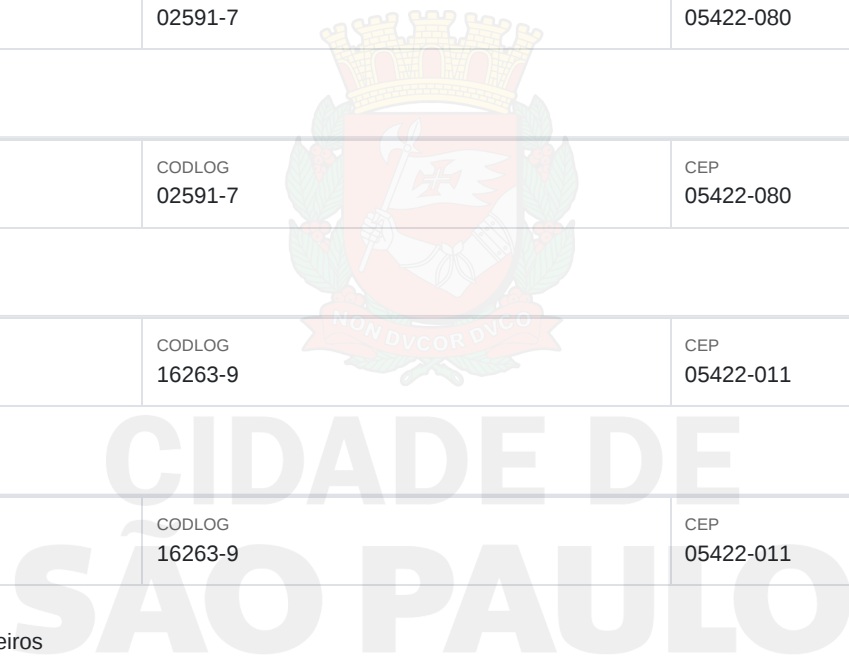 02591-7 05422-080
CODLOG CEP
02591-7 05422-080
CODLOG CEP
16263-9 05422-011
CODLOG CEP
16263-9 05422-011
eiros
NON DVCOR DVCO
CIDADE DE
SÃO PAULO